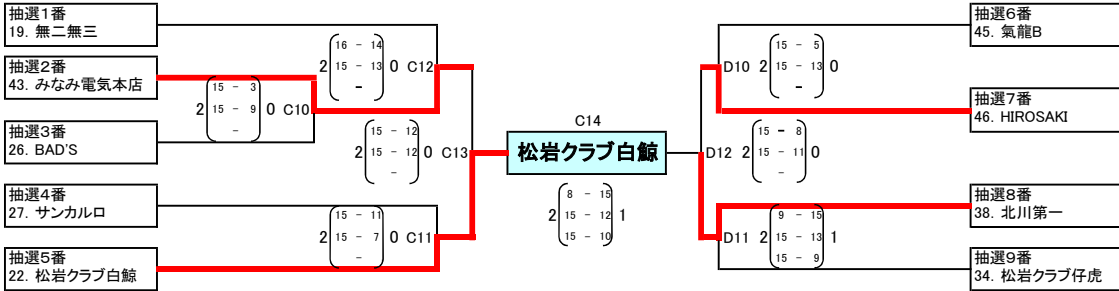 抽選1番
19. 無二無三
抽選2番
43. みなみ電気本店
抽選3番
26. BAD'S
抽選4番
27. サンカルロ
抽選5番
22. 松岩クラブ白鯨
2 15 - 3 0 C10
15 - 9
-
16 - 14
2 15 - 13 0 C12
-
15 - 12
2 15 - 12 0 C13
-
15 - 11
2 15 - 7 0 C11
-
C14
松岩クラブ白鯨
8 - 15
2 15 - 12 1
15 - 10
15 - 5
D10 2 15 - 13 0
-
15 - 8
D12 2 15 - 11 0
-
9 - 15
D11 2 15 - 13 1
15 - 9
抽選6番
45. 氣龍B
抽選7番
46. HIROSAKI
抽選8番
38. 北川第一
抽選9番
34. 松岩クラブ仔虎